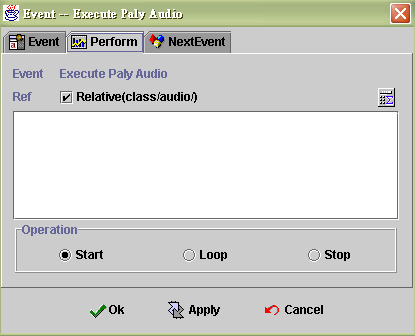 Event -- Execute Paly Audio
Event Perform NextEvent
Event Execute Paly Audio
Ref Relative(class/audio/)
Operation
Start Loop Stop
Ok Apply Cancel